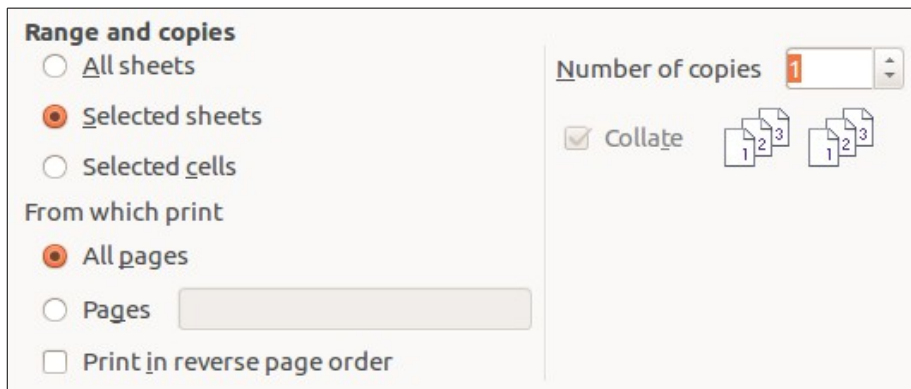 Range and copies
All sheets
Selected sheets
Selected cells
From which print
All pages
Pages
Print in reverse page order
Number of copies 1
Collate 1 2 3 1 2 3